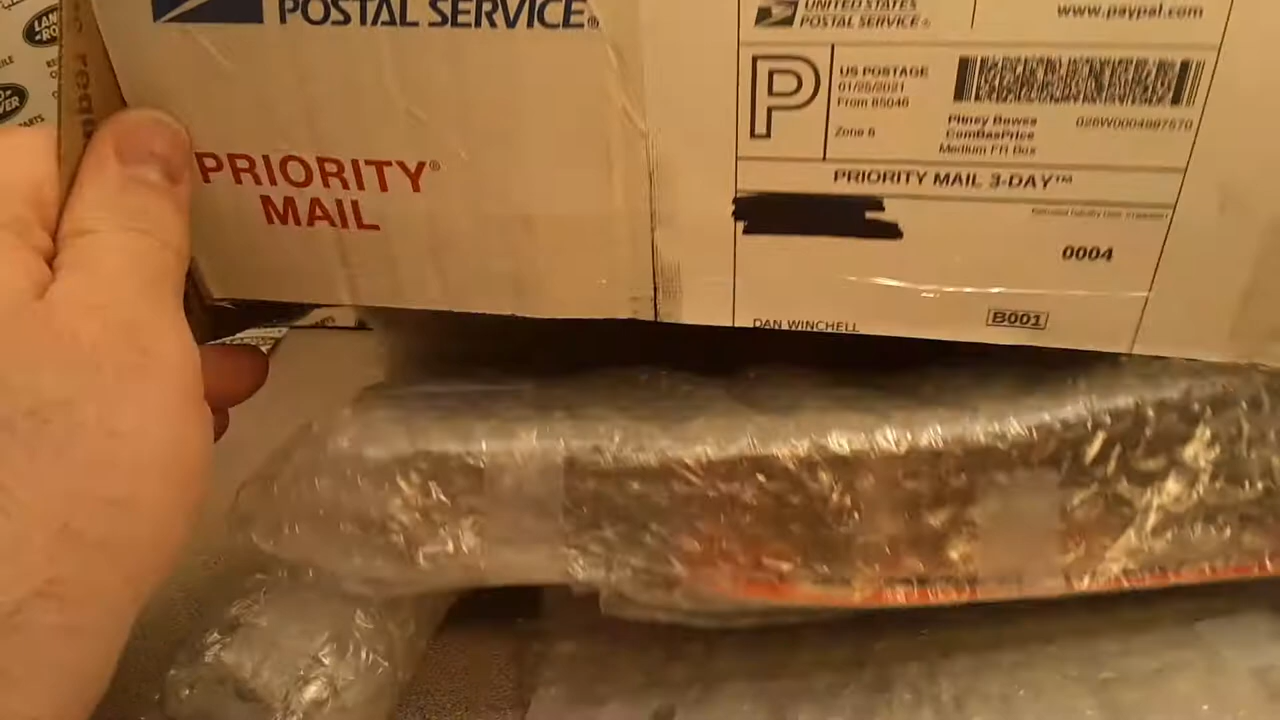 POSTAL SERVICE®
PRIORITY®
MAIL
UNITED STATES
POSTAL SERVICE®
www.paypal.com
P
US POSTAGE
01/25/2021
From 85046
Zone 6
Pitney Bowes
ComBasPrice
Medium FR Box
PRIORITY MAIL 3-DAY™
0004
B001
DAN WINCHELL